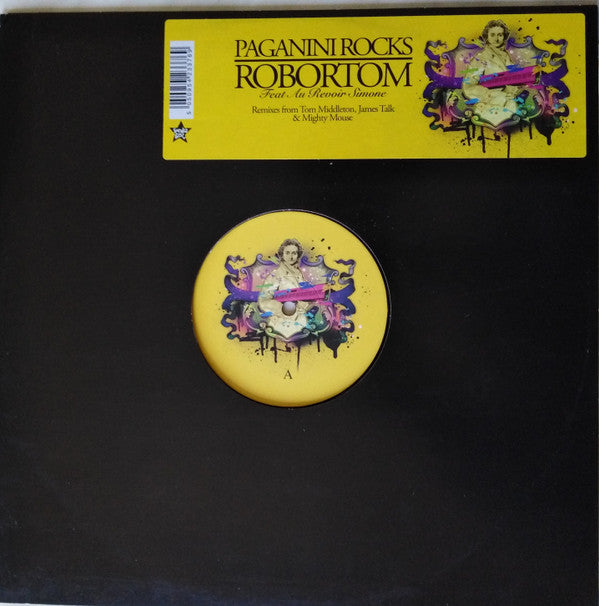 PAGANINI ROCKS
ROBORTOM
Feat Au Revoir Simone
Remixes from Tom Middleton, James Talk
& Mighty Mouse
A